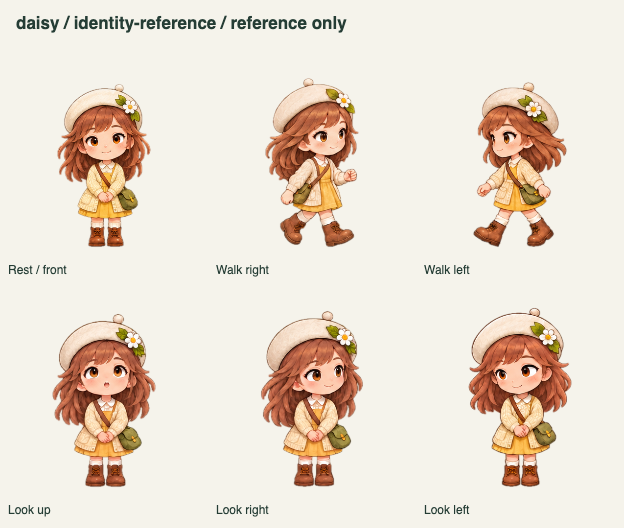 daisy / identity-reference / reference only
Rest / front
Walk right
Walk left
Look up
Look right
Look left